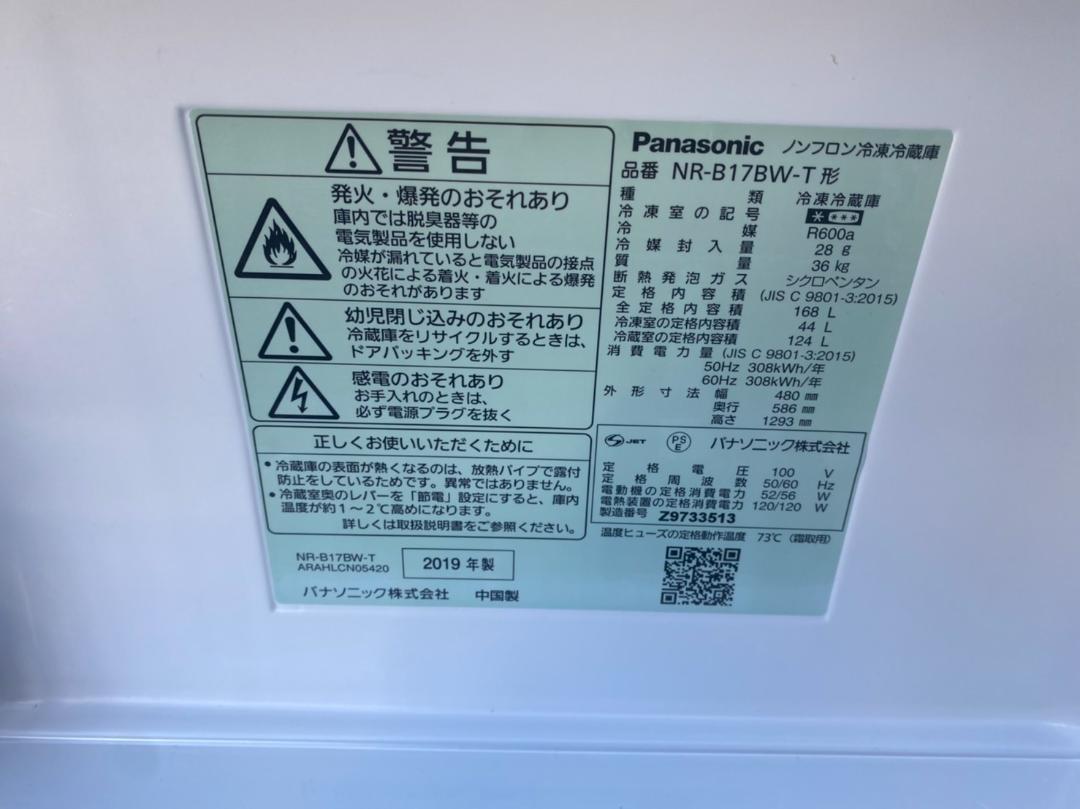 警告
発火・爆発のおそれあり
庫内では脱臭器等の
電気製品を使用しない
冷媒が漏れていると電気製品の接点
の火花による着火・着火による爆発
のおそれがあります
幼児閉じ込みのおそれあり
冷蔵庫をリサイクルするときは、
ドアパッキングを外す
感電のおそれあり
お手入れのときは、
必ず電源プラグを抜く
正しくお使いいただくために
・冷蔵庫の表面が熱くなるのは、放熱パイプで露付
防止をしているためです。異常ではありません。
・冷蔵室奥のレバーを「節電」設定にすると、庫内
温度が約1〜2℃高めになります。
詳しくは取扱説明書をご参照ください。
NR-B17BW-T
ARAHLCN05420
2019 年製
パナソニック株式会社 中国製
Panasonic ノンフロン冷凍冷蔵庫
品番 NR-B17BW-T 形
種類 冷凍冷蔵庫
冷凍室の記号 * ***
冷媒 R600a
冷媒封入量 28 g
質量 36 kg
断熱発泡ガス シクロペンタン
定格内容積 (JIS C 9801-3:2015)
全定格内容積 168 L
冷凍室の定格内容積 44 L
冷蔵室の定格内容積 124 L
消費電力量 (JIS C 9801-3:2015)
50Hz 308kWh/年
60Hz 308kWh/年
外形寸法 幅 480 mm
奥行 586 mm
高さ 1293 mm
S JET PS E パナソニック株式会社
定格電圧 100 V
定格周波数 50/60 Hz
電動機の定格消費電力 52/56 W
電熱装置の定格消費電力 120/120 W
製造番号 Z9733513
温度ヒューズの定格動作温度 73℃ (霜取用)